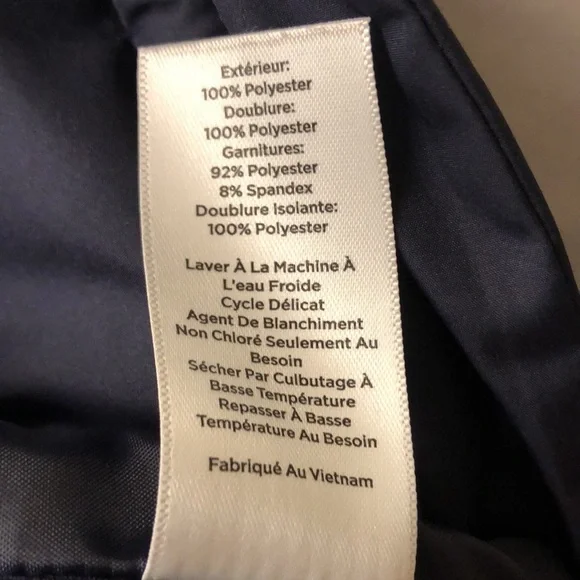 Extérieur:
100% Polyester
Doublure:
100% Polyester
Garnitures:
92% Polyester
8% Spandex
Doublure Isolante:
100% Polyester
Laver À La Machine À
L'eau Froide
Cycle Délicat
Agent De Blanchiment
Non Chloré Seulement Au
Besoin
Sécher Par Culbutage À
Basse Température
Repasser À Basse
Température Au Besoin
Fabriqué Au Vietnam